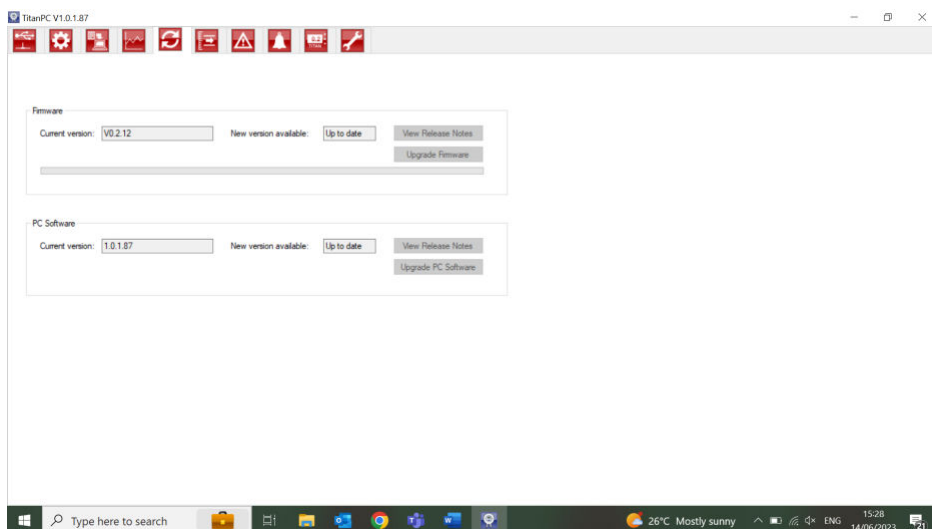 TitanPC V1.0.1.87
Firmware
Current version: V0.2.12 New version available: Up to date View Release Notes
Upgrade Firmware
PC Software
Current version: 1.0.1.87 New version available: Up to date View Release Notes
Upgrade PC Software
Type here to search 26°C Mostly sunny ENG 15:28
14/06/2023 21